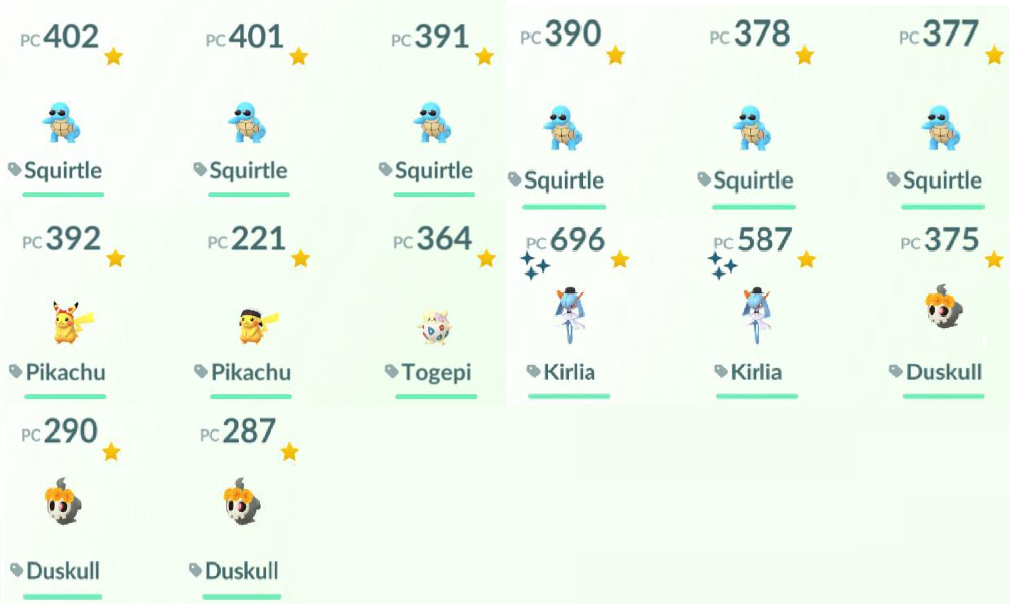 PC 402 PC 401 PC 391 PC 390 PC 378 PC 377
Squirtle Squirtle Squirtle Squirtle Squirtle Squirtle
PC 392 PC 221 PC 364 PC 696 PC 587 PC 375
Pikachu Pikachu Togepi Kirlia Kirlia Duskull
PC 290 PC 287
Duskull Duskull